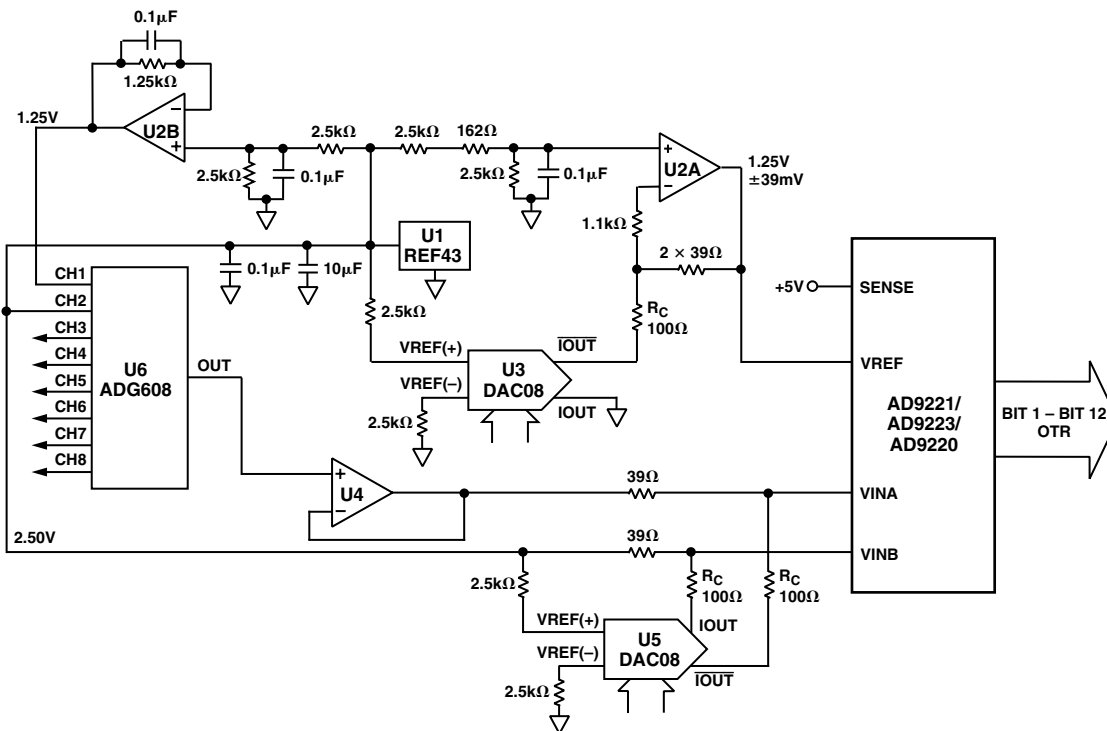 0.1μF
1.25kΩ
1.25V
–
U2B
+
2.5kΩ
2.5kΩ
162Ω
2.5kΩ
0.1μF
2.5kΩ
0.1μF
+
U2A
–
1.25V
±39mV
1.1kΩ
2 × 39Ω
U1
REF43
0.1μF
10μF
2.5kΩ
RC
100Ω
+5V
SENSE
CH1
CH2
CH3
CH4
CH5
CH6
CH7
CH8
U6
ADG608
OUT
VREF(+)
VREF(–)
U3
DAC08
IOUT
IOUT
2.5kΩ
VREF
AD9221/
AD9223/
AD9220
BIT 1 – BIT 12
OTR
+
U4
–
39Ω
VINA
2.50V
39Ω
VINB
2.5kΩ
RC
100Ω
RC
100Ω
VREF(+)
VREF(–)
U5
DAC08
IOUT
IOUT
2.5kΩ